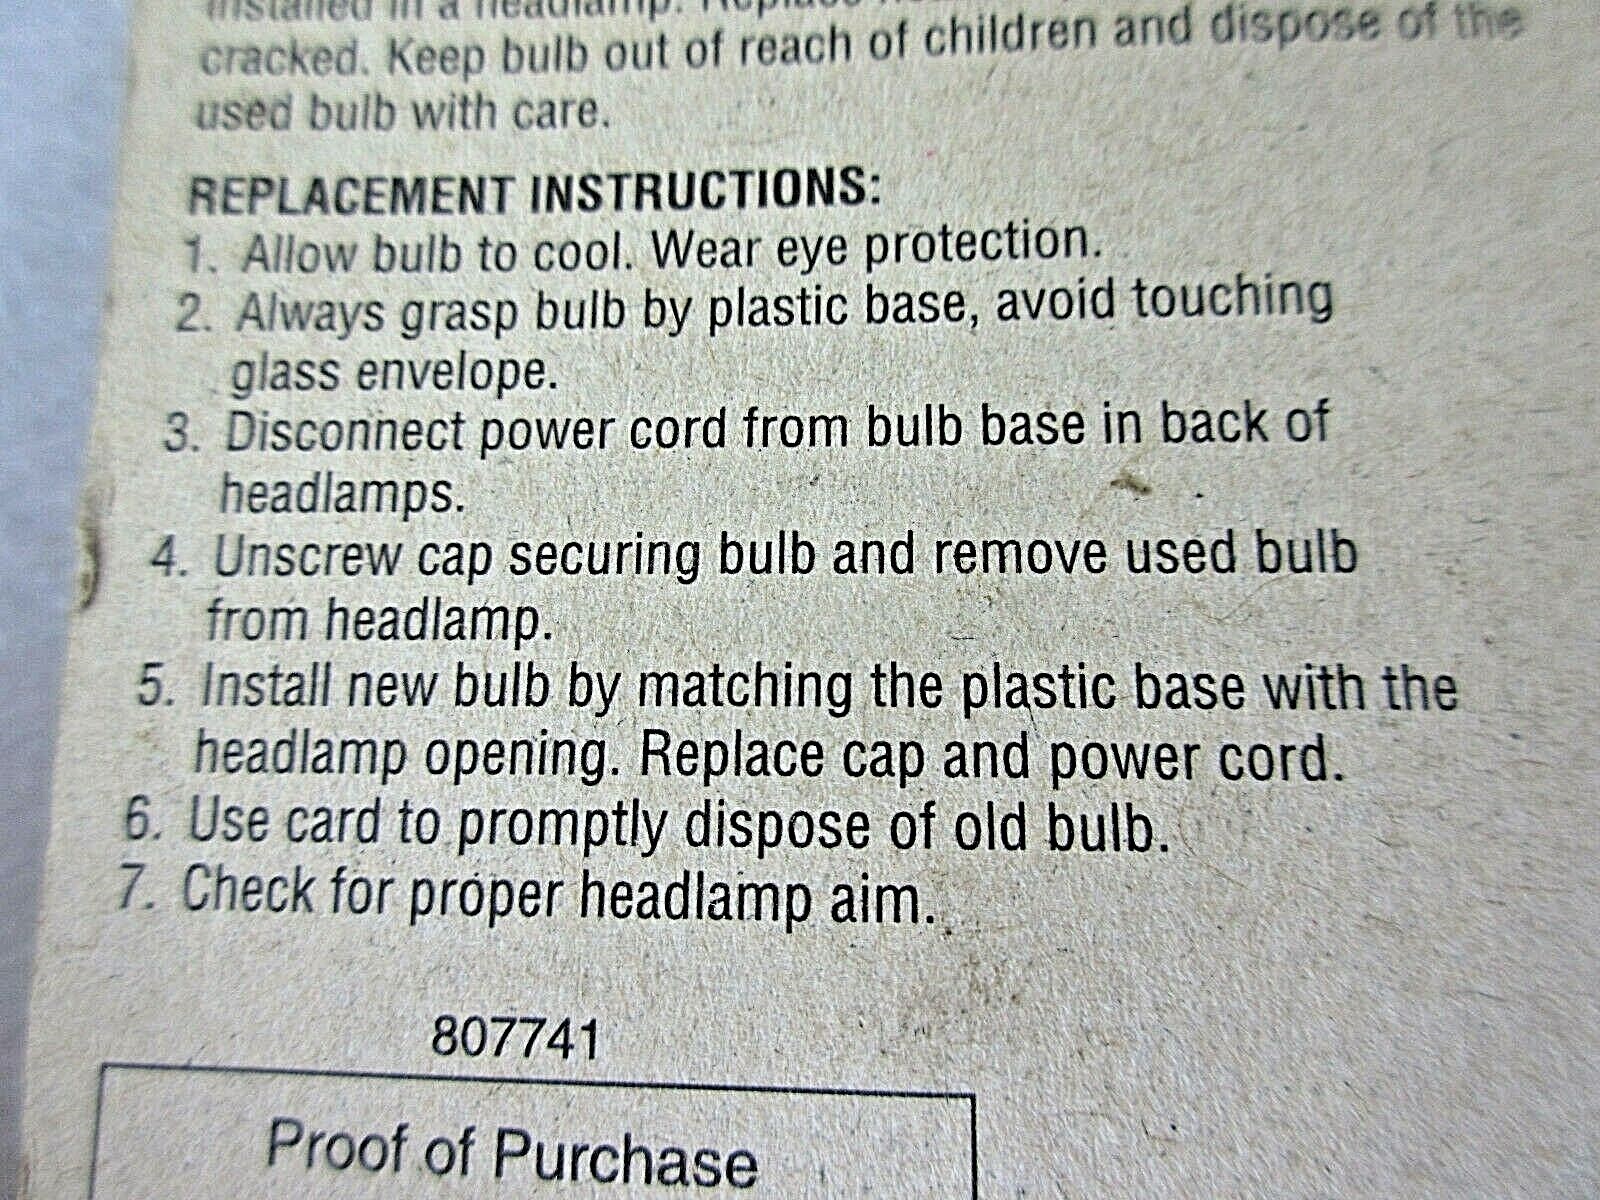 installed in a headlamp. Replace
cracked. Keep bulb out of reach of children and dispose of the
used bulb with care.
REPLACEMENT INSTRUCTIONS:
1. Allow bulb to cool. Wear eye protection.
2. Always grasp bulb by plastic base, avoid touching
glass envelope.
3. Disconnect power cord from bulb base in back of
headlamps.
4. Unscrew cap securing bulb and remove used bulb
from headlamp.
5. Install new bulb by matching the plastic base with the
headlamp opening. Replace cap and power cord.
6. Use card to promptly dispose of old bulb.
7. Check for proper headlamp aim.
807741
Proof of Purchase